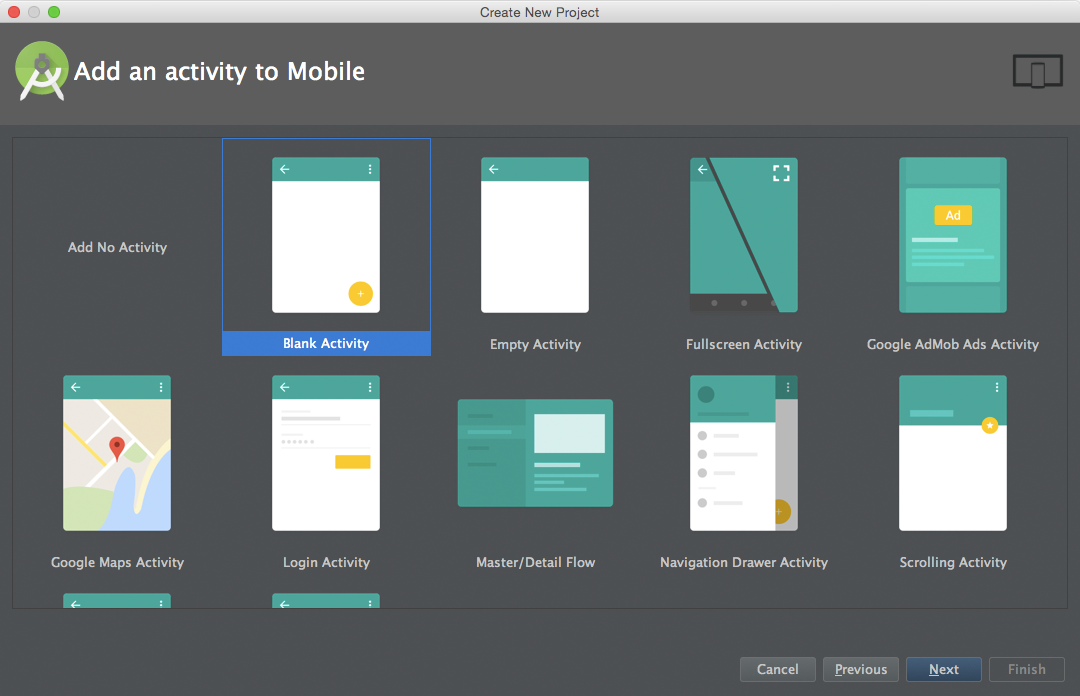 Create New Project
Add an activity to Mobile
Add No Activity
Blank Activity
Empty Activity
Fullscreen Activity
Ad
Google AdMob Ads Activity
Google Maps Activity
Login Activity
Master/Detail Flow
Navigation Drawer Activity
Scrolling Activity
Cancel
Previous
Next
Finish